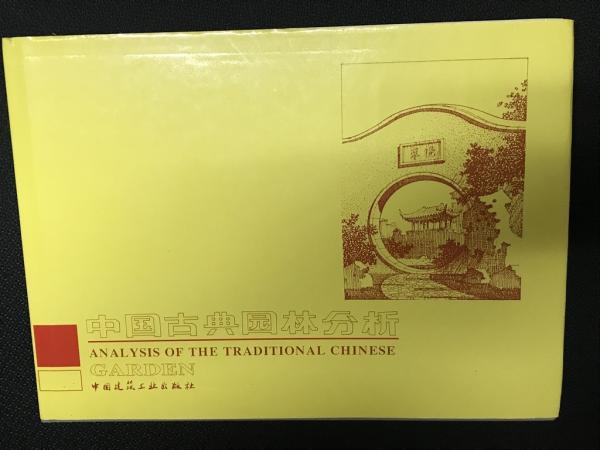 中国古典园林分析
ANALYSIS OF THE TRADITIONAL CHINESE
GARDEN
中国建筑工业出版社